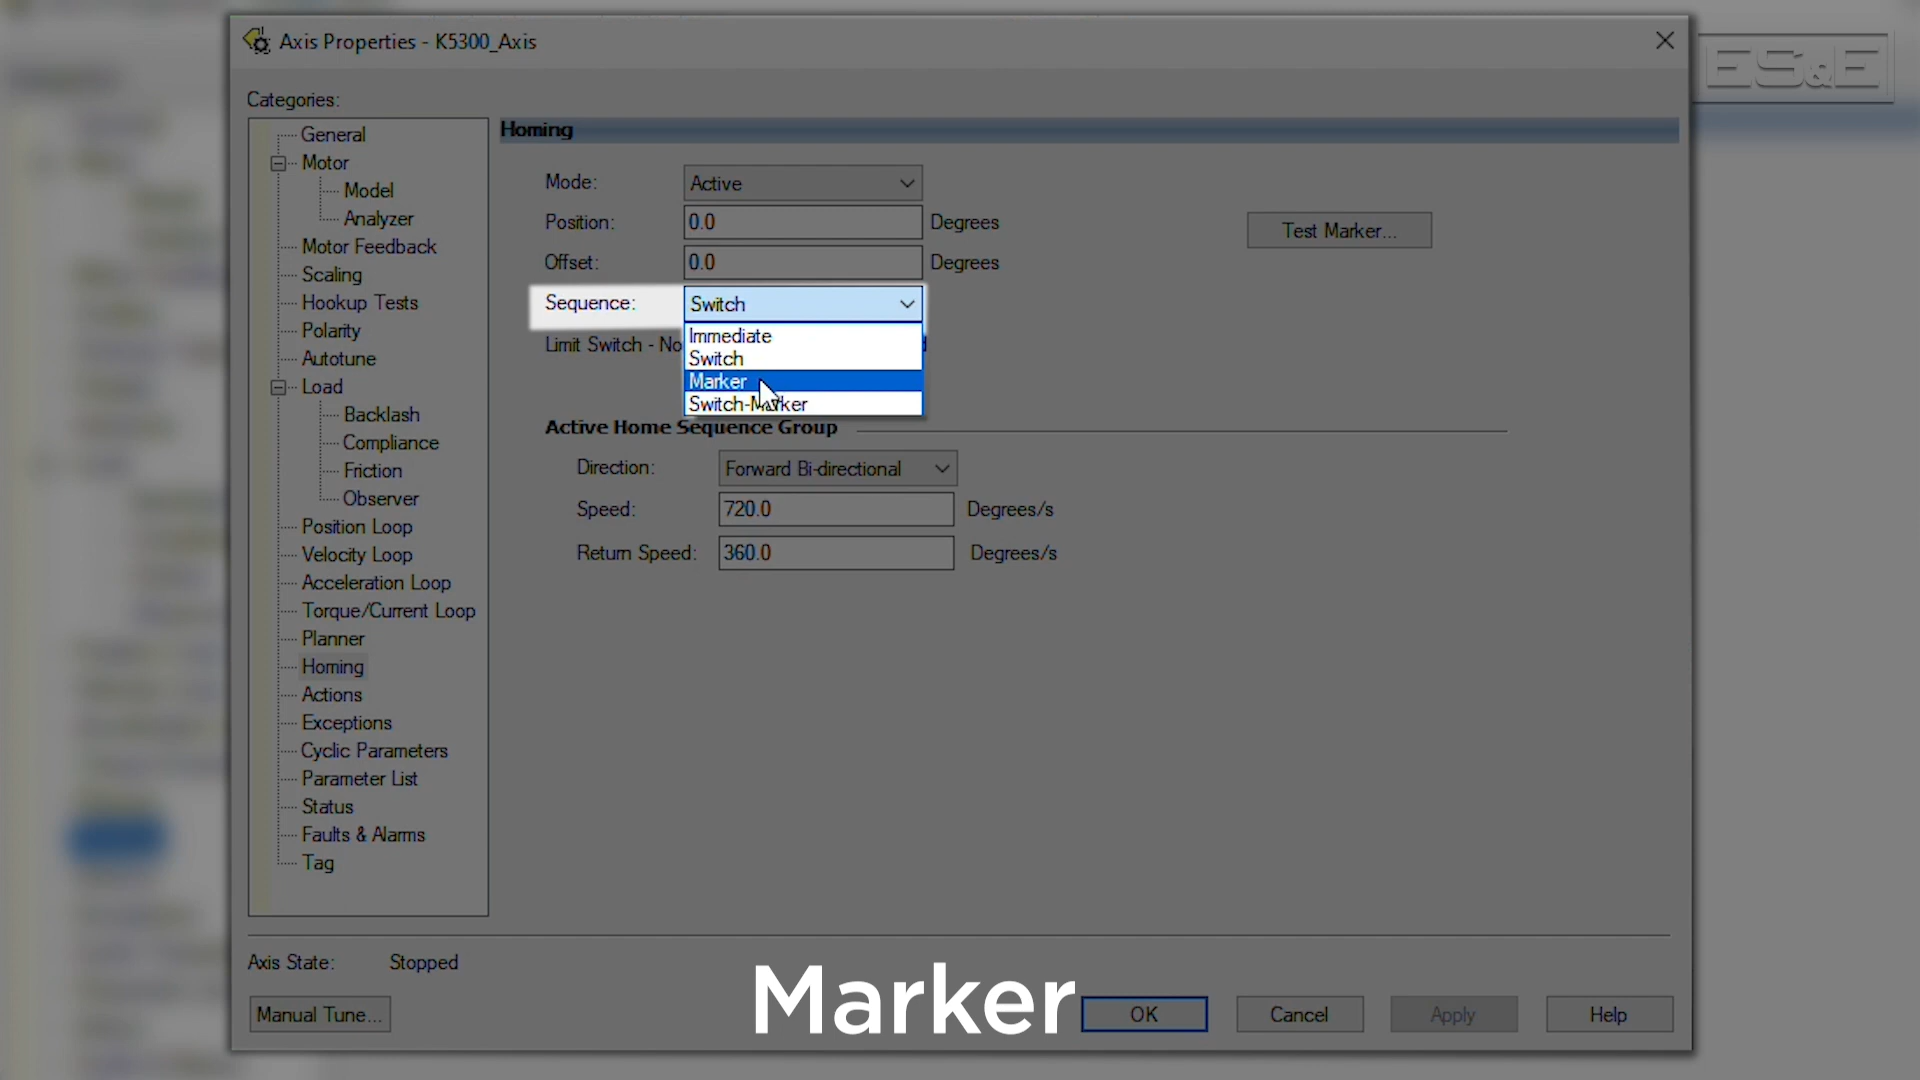 Axis Properties - K5300_Axis
ES&E
Categories:
General
Motor
Model
Analyzer
Motor Feedback
Scaling
Hookup Tests
Polarity
Autotune
Load
Backlash
Compliance
Friction
Observer
Position Loop
Velocity Loop
Acceleration Loop
Torque/Current Loop
Planner
Homing
Actions
Exceptions
Cyclic Parameters
Parameter List
Status
Faults & Alarms
Tag
Homing
Mode: Active
Position: 0.0 Degrees
Test Marker...
Offset: 0.0 Degrees
Sequence: Switch
Immediate
Limit Switch - No
Switch
Marker
Switch-Marker
Active Home Sequence Group
Direction: Forward Bi-directional
Speed: 720.0 Degrees/s
Return Speed: 360.0 Degrees/s
Axis State: Stopped
Manual Tune...
Marker
OK Cancel Apply Help